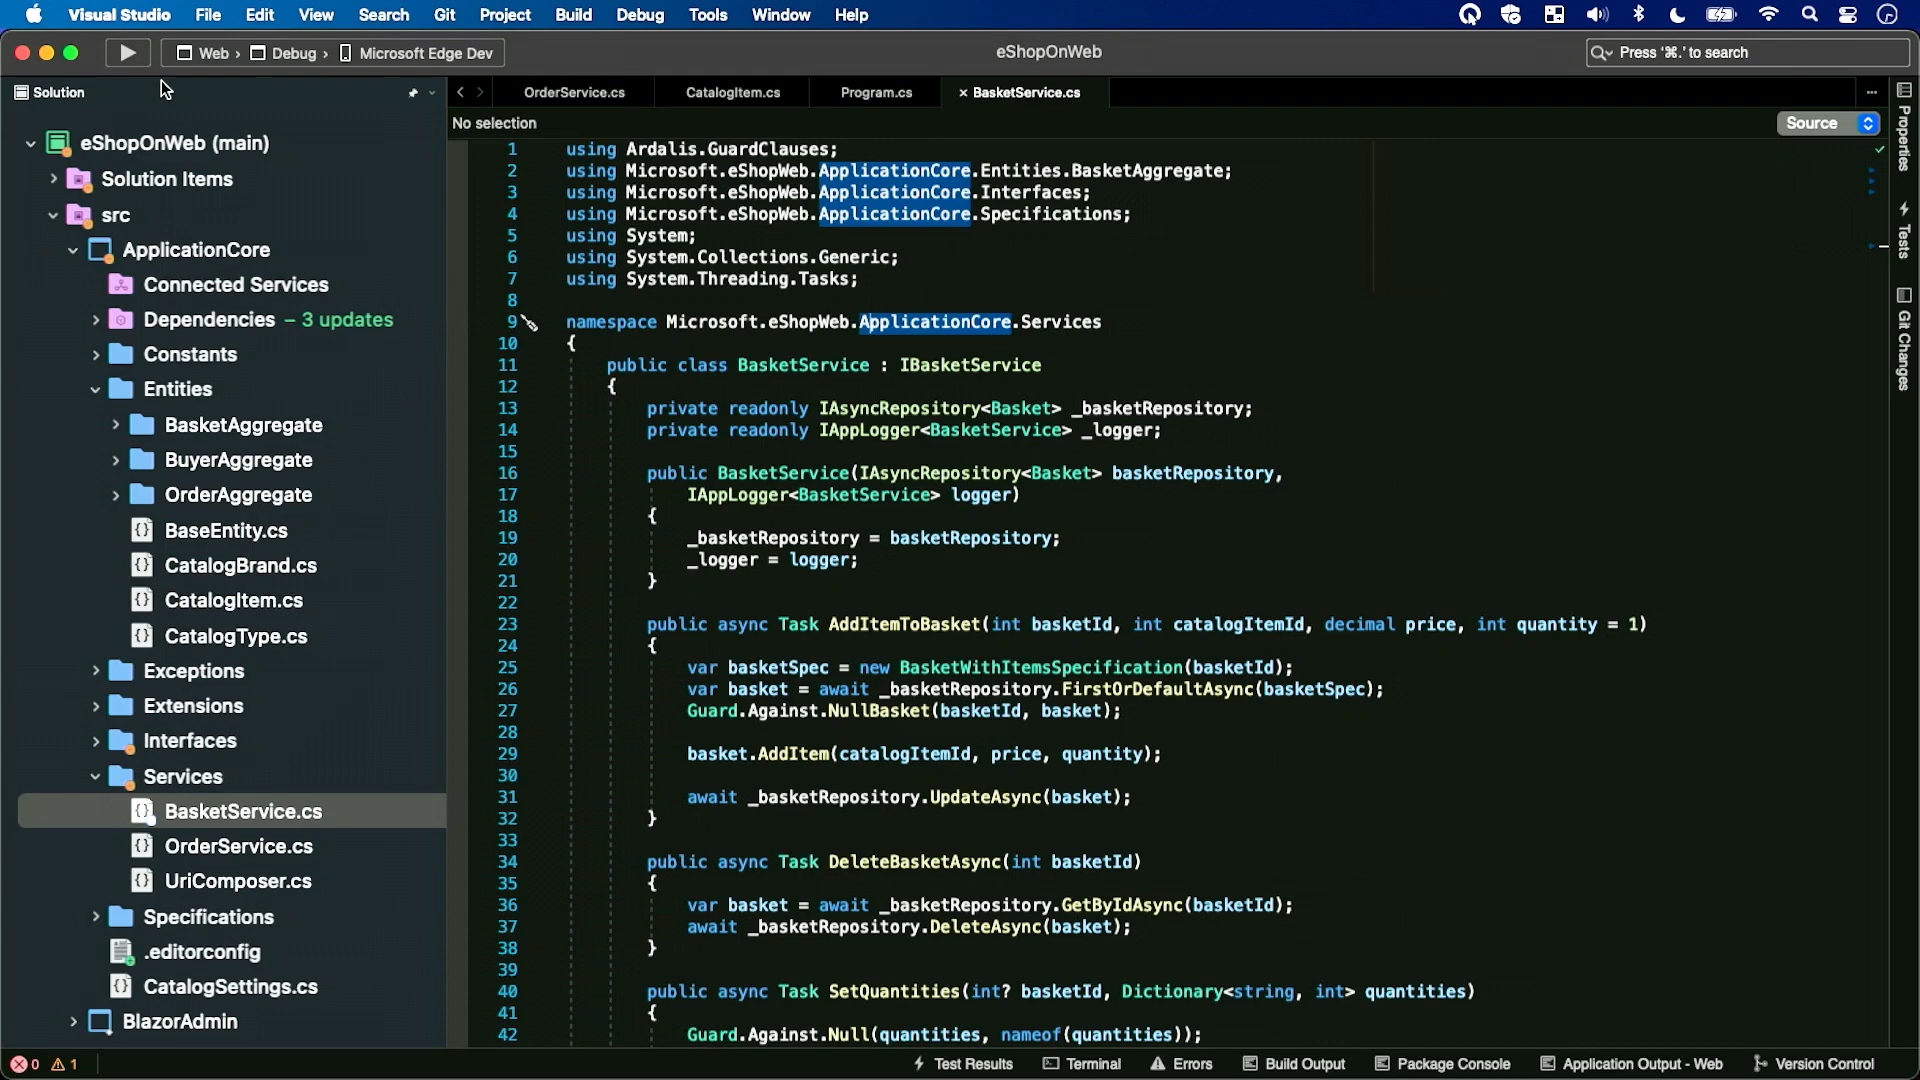 Visual Studio File Edit View Search Git Project Build Debug Tools Window Help
Web › Debug › Microsoft Edge Dev
eShopOnWeb
Press ‘⌘.’ to search
Solution
OrderService.cs CatalogItem.cs Program.cs × BasketService.cs
No selection
Source
eShopOnWeb (main)
Solution Items
src
ApplicationCore
Connected Services
Dependencies – 3 updates
Constants
Entities
BasketAggregate
BuyerAggregate
OrderAggregate
BaseEntity.cs
CatalogBrand.cs
CatalogItem.cs
CatalogType.cs
Exceptions
Extensions
Interfaces
Services
BasketService.cs
OrderService.cs
UriComposer.cs
Specifications
.editorconfig
CatalogSettings.cs
BlazorAdmin
1 using Ardalis.GuardClauses;
2 using Microsoft.eShopWeb.ApplicationCore.Entities.BasketAggregate;
3 using Microsoft.eShopWeb.ApplicationCore.Interfaces;
4 using Microsoft.eShopWeb.ApplicationCore.Specifications;
5 using System;
6 using System.Collections.Generic;
7 using System.Threading.Tasks;
8
9 namespace Microsoft.eShopWeb.ApplicationCore.Services
10 {
11 public class BasketService : IBasketService
12 {
13 private readonly IAsyncRepository<Basket> _basketRepository;
14 private readonly IAppLogger<BasketService> _logger;
15
16 public BasketService(IAsyncRepository<Basket> basketRepository,
17 IAppLogger<BasketService> logger)
18 {
19 _basketRepository = basketRepository;
20 _logger = logger;
21 }
22
23 public async Task AddItemToBasket(int basketId, int catalogItemId, decimal price, int quantity = 1)
24 {
25 var basketSpec = new BasketWithItemsSpecification(basketId);
26 var basket = await _basketRepository.FirstOrDefaultAsync(basketSpec);
27 Guard.Against.NullBasket(basketId, basket);
28
29 basket.AddItem(catalogItemId, price, quantity);
30
31 await _basketRepository.UpdateAsync(basket);
32 }
33
34 public async Task DeleteBasketAsync(int basketId)
35 {
36 var basket = await _basketRepository.GetByIdAsync(basketId);
37 await _basketRepository.DeleteAsync(basket);
38 }
39
40 public async Task SetQuantities(int? basketId, Dictionary<string, int> quantities)
41 {
42 Guard.Against.Null(quantities, nameof(quantities));
Properties
Tests
Git Changes
0 1
Test Results Terminal Errors Build Output Package Console Application Output - Web Version Control